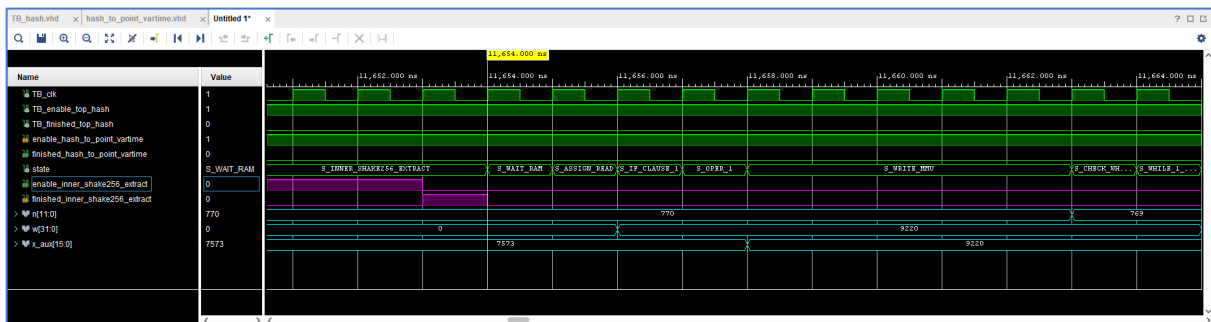 TB_hash.vhd × hash_to_point_vartime.vhd × Untitled 1* ×
11,654.000 ns
Name Value
11,652.000 ns 11,654.000 ns 11,656.000 ns 11,658.000 ns 11,660.000 ns 11,662.000 ns 11,664.000 ns
TB_clk 1
TB_enable_top_hash 1
TB_finished_top_hash 0
enable_hash_to_point_vartime 1
finished_hash_to_point_vartime 0
state S_WAIT_RAM S_INNER_SHAKE256_EXTRACT S_WAIT_RAM S_ASSIGN_READ S_IF_CLAUSE_1 S_OPER_1 S_WRITE_MMU S_CHECK_WH... S_WHILE_1_...
enable_inner_shake256_extract 0
finished_inner_shake256_extract 0
n[11:0] 770 770 769
w[31:0] 0 0 9220
x_aux[15:0] 7573 7573 9220